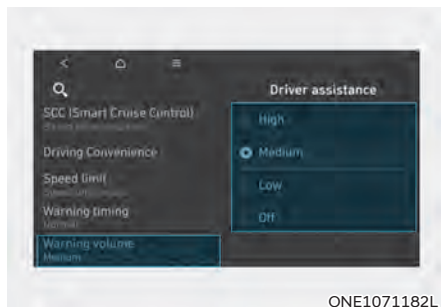 Driver assistance
SCC (Smart Cruise Control)
Driving Convenience
Speed limit
Warning timing
Normal
Warning volume
Medium
High
Medium
Low
Off
ONE1071182L